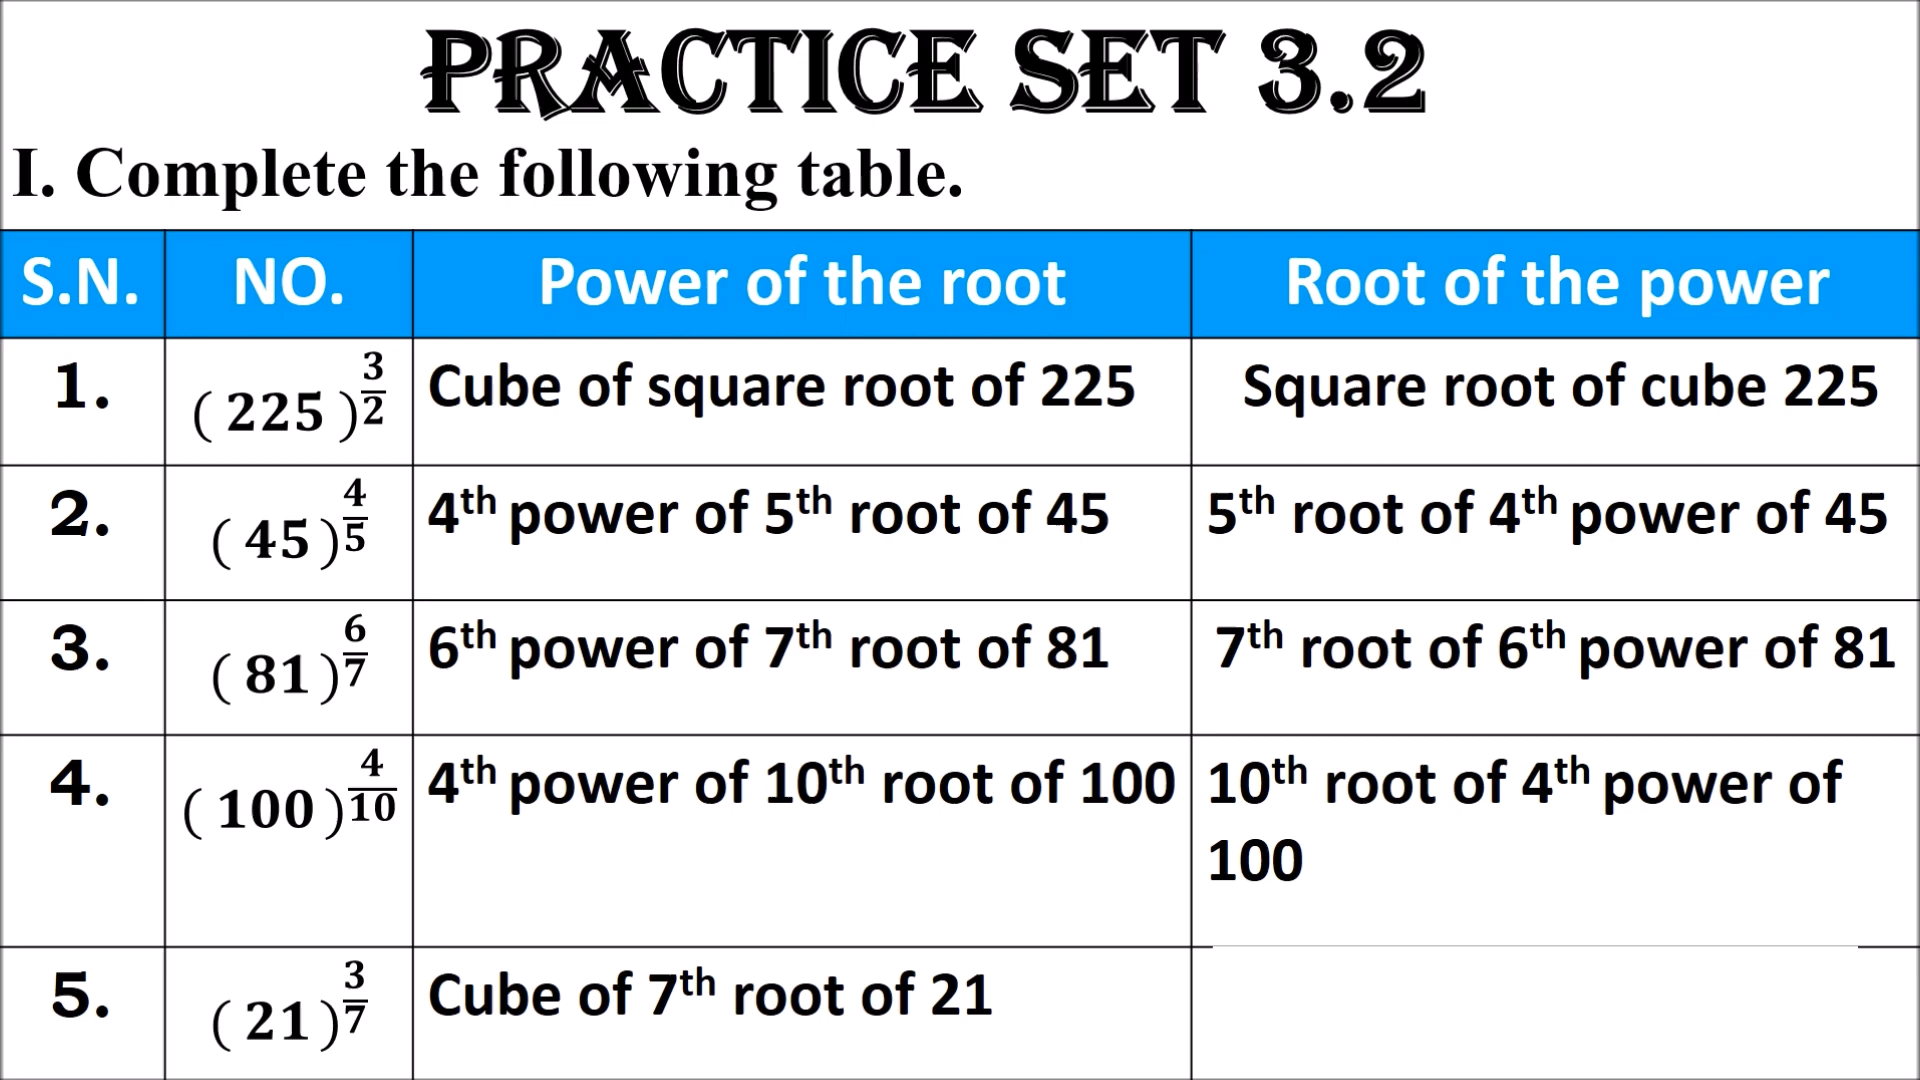 PRACTICE SET 3.2
I. Complete the following table.
S.N. NO. Power of the root Root of the power
1. ( 225 )^(3/2) Cube of square root of 225 Square root of cube 225
2. ( 45 )^(4/5) 4th power of 5th root of 45 5th root of 4th power of 45
3. ( 81 )^(6/7) 6th power of 7th root of 81 7th root of 6th power of 81
4. ( 100 )^(4/10) 4th power of 10th root of 100 10th root of 4th power of
100
5. ( 21 )^(3/7) Cube of 7th root of 21